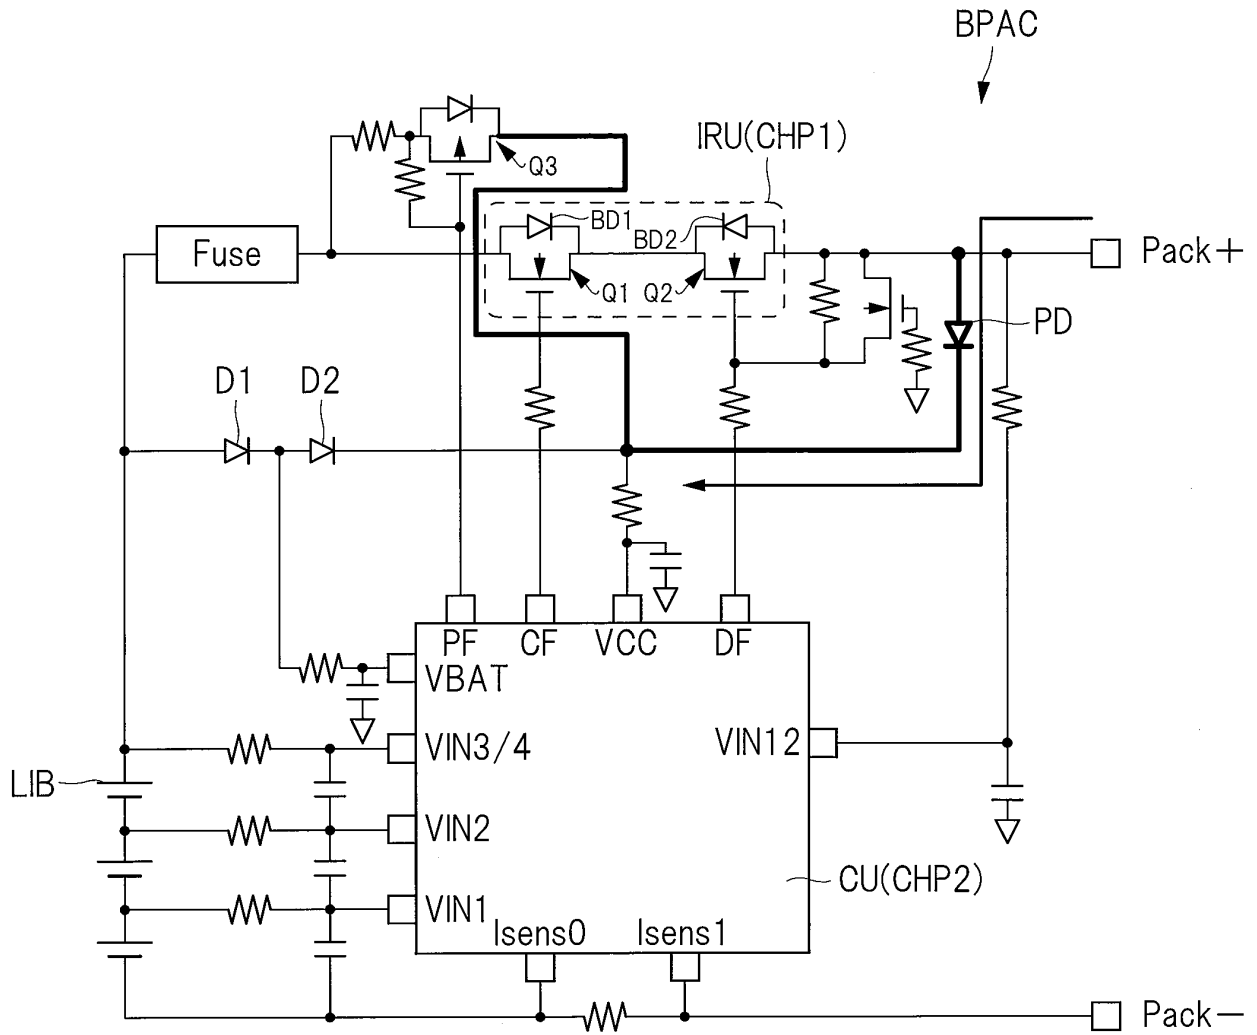 BPAC
IRU(CHP1)
Q3
BD1
BD2
Fuse
Pack+
Q1
Q2
PD
D1
D2
PF
CF
VCC
DF
VBAT
VIN3/4
VIN12
LIB
VIN2
CU(CHP2)
VIN1
Isens0
Isens1
Pack−